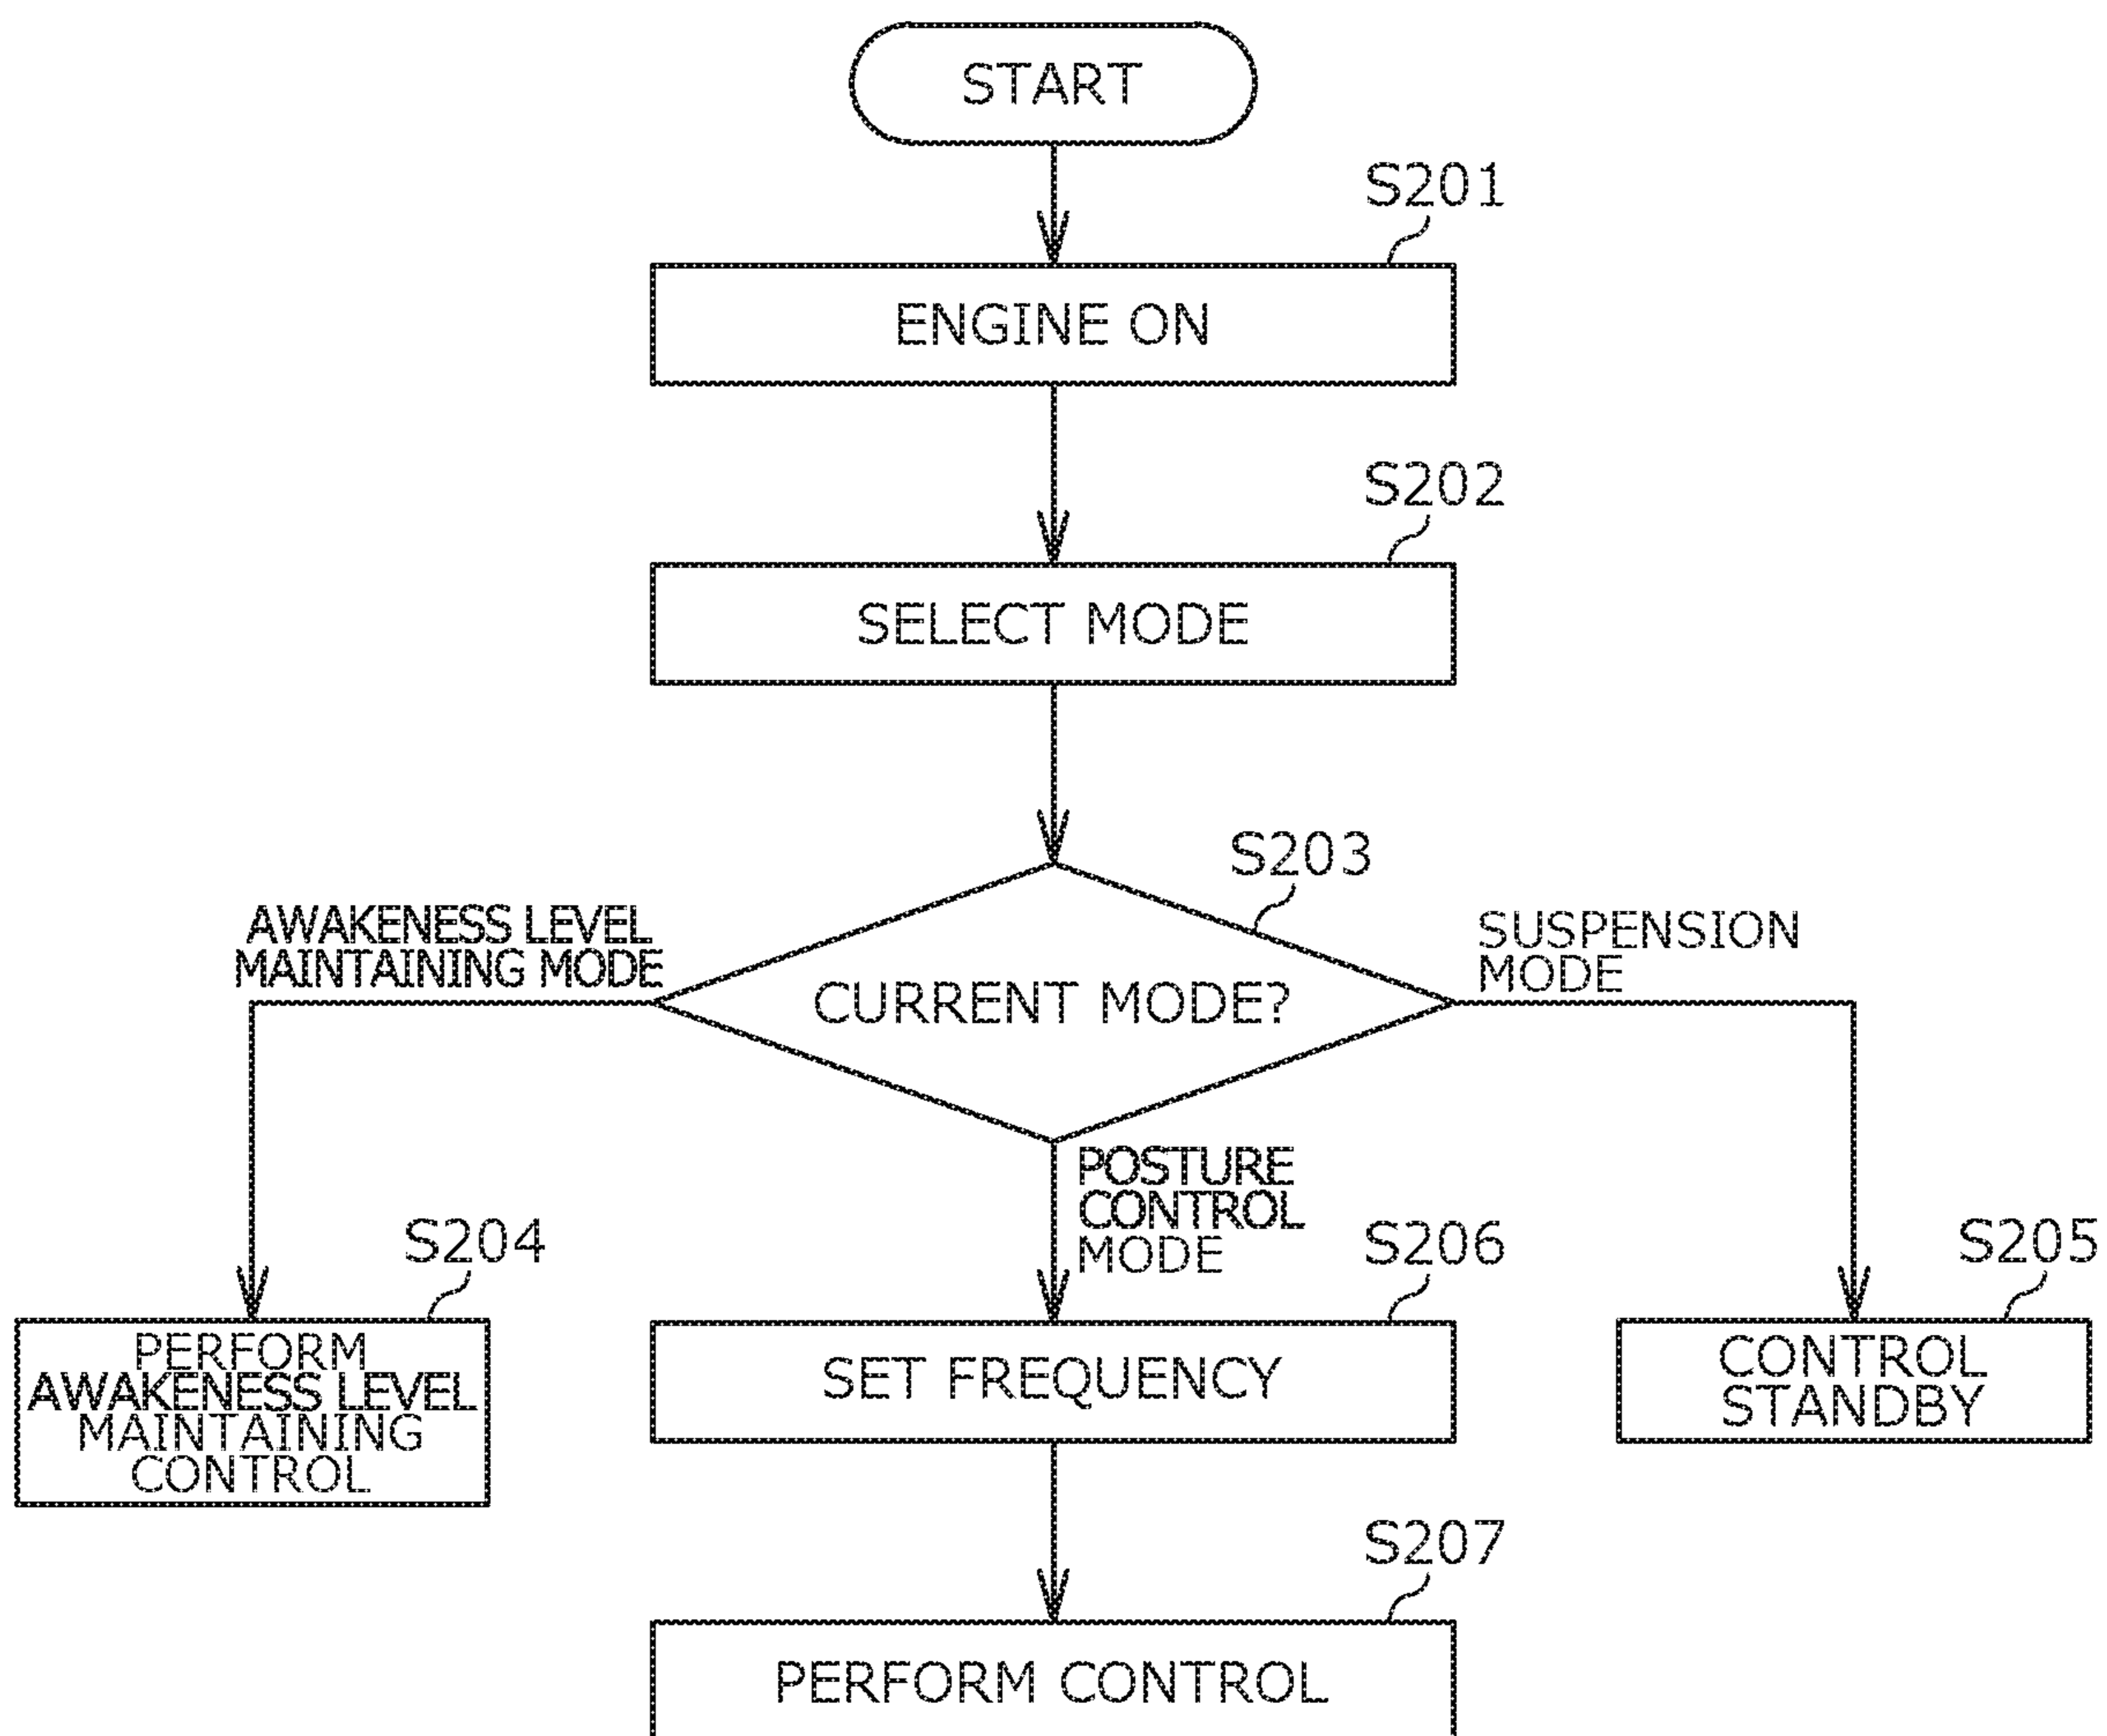 START
S201
ENGINE ON
S202
SELECT MODE
S203
AWAKENESS LEVEL
MAINTAINING MODE
SUSPENSION
MODE
CURRENT MODE?
POSTURE
CONTROL
MODE
S204
S206
S205
PERFORM
AWAKENESS LEVEL
MAINTAINING
CONTROL
SET FREQUENCY
CONTROL
STANDBY
S207
PERFORM CONTROL